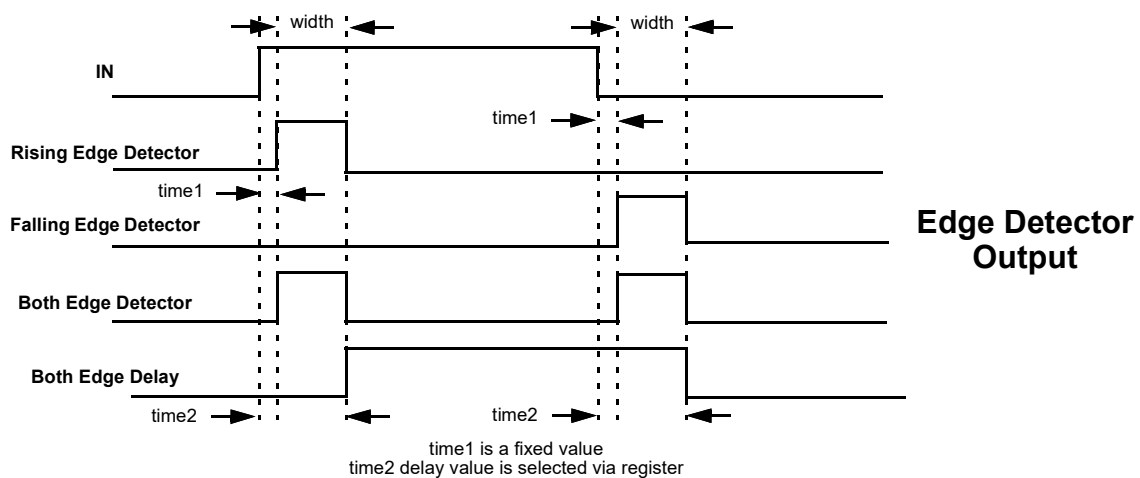 width
width
IN
time1
Rising Edge Detector
time1
Falling Edge Detector
Edge Detector
Output
Both Edge Detector
Both Edge Delay
time2
time2
time1 is a fixed value
time2 delay value is selected via register